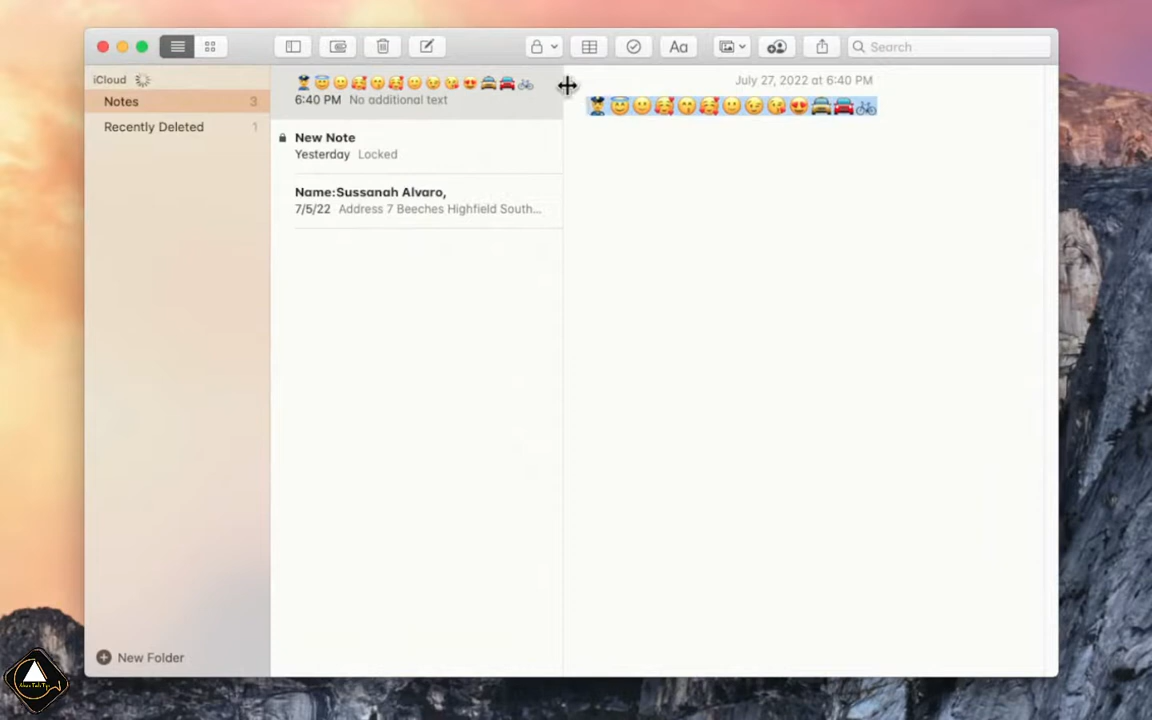 Aa
Search
iCloud
Notes 3
Recently Deleted 1
👮😇🙂🥰😗🥰🙂😉😘😍🚖🚘🚲
6:40 PM No additional text
New Note
Yesterday Locked
Name:Sussanah Alvaro,
7/5/22 Address 7 Beeches Highfield South...
July 27, 2022 at 6:40 PM
👮😇🙂🥰😗🥰🙂😉😘😍🚖🚘🚲
New Folder